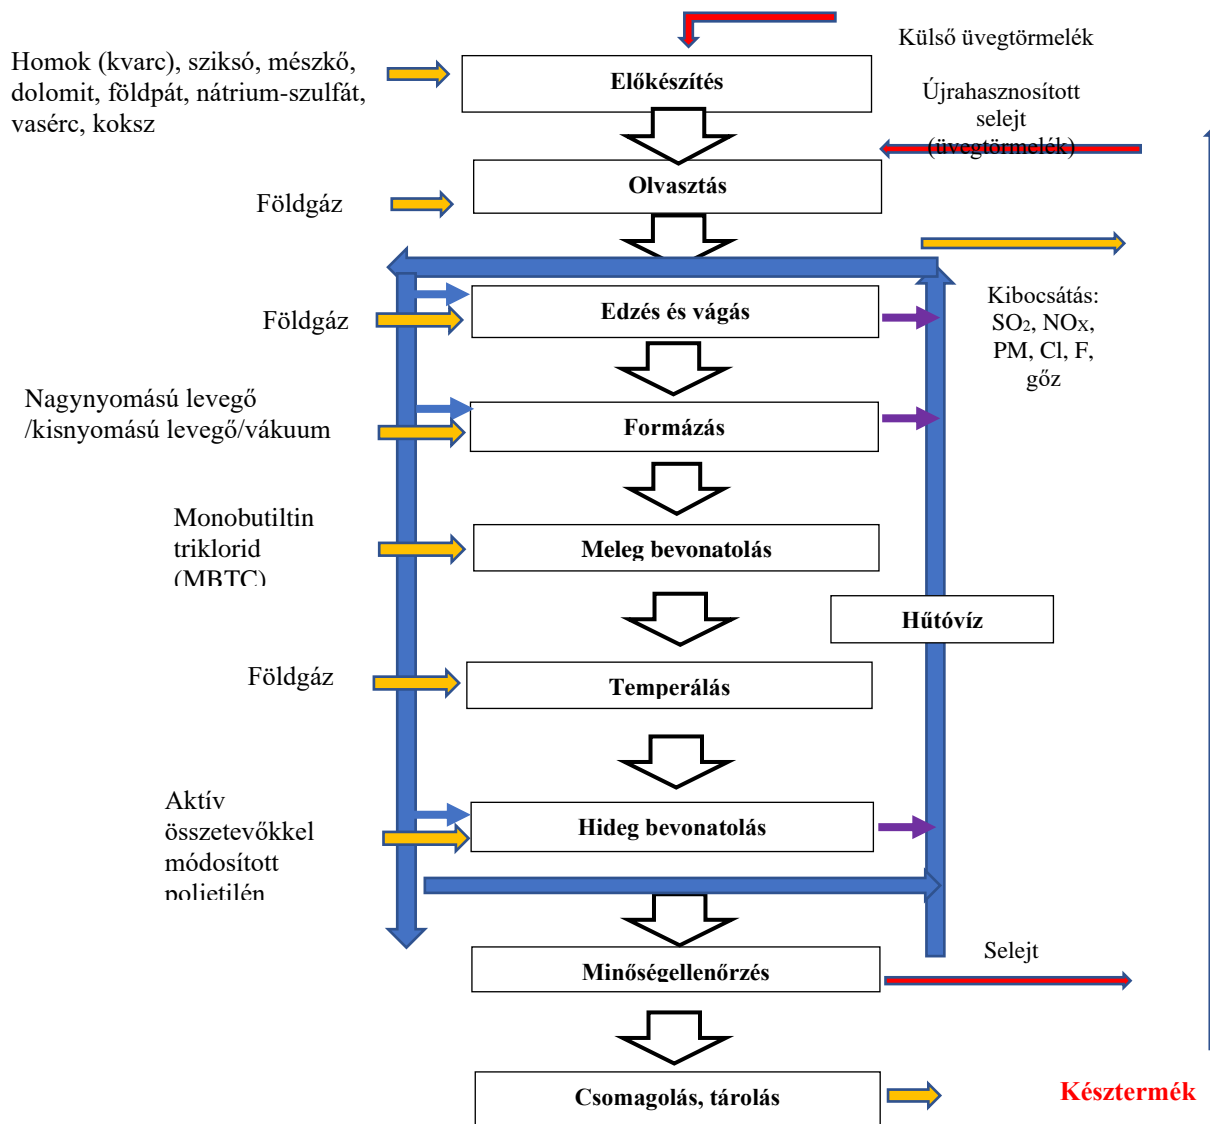 Külső üvegtörmelék
Homok (kvarc), sziksó, mészkő,
dolomit, földpát, nátrium-szulfát,
vasérc, koksz
Előkészítés
Újrahasznosított
selejt
(üvegtörmelék)
Olvasztás
Földgáz
Kibocsátás:
SO₂, NOx,
PM, Cl, F,
gőz
Edzés és vágás
Földgáz
Nagynyomású levegő
/kisnyomású levegő/vákuum
Formázás
Monobutiltin
triklorid
(MBTC)
Meleg bevonatolás
Hűtóvíz
Földgáz
Temperálás
Aktív
összetevőkkel
módosított
polietilén
Hideg bevonatolás
Selejt
Minőségellenőrzés
Csomagolás, tárolás
Késztermék